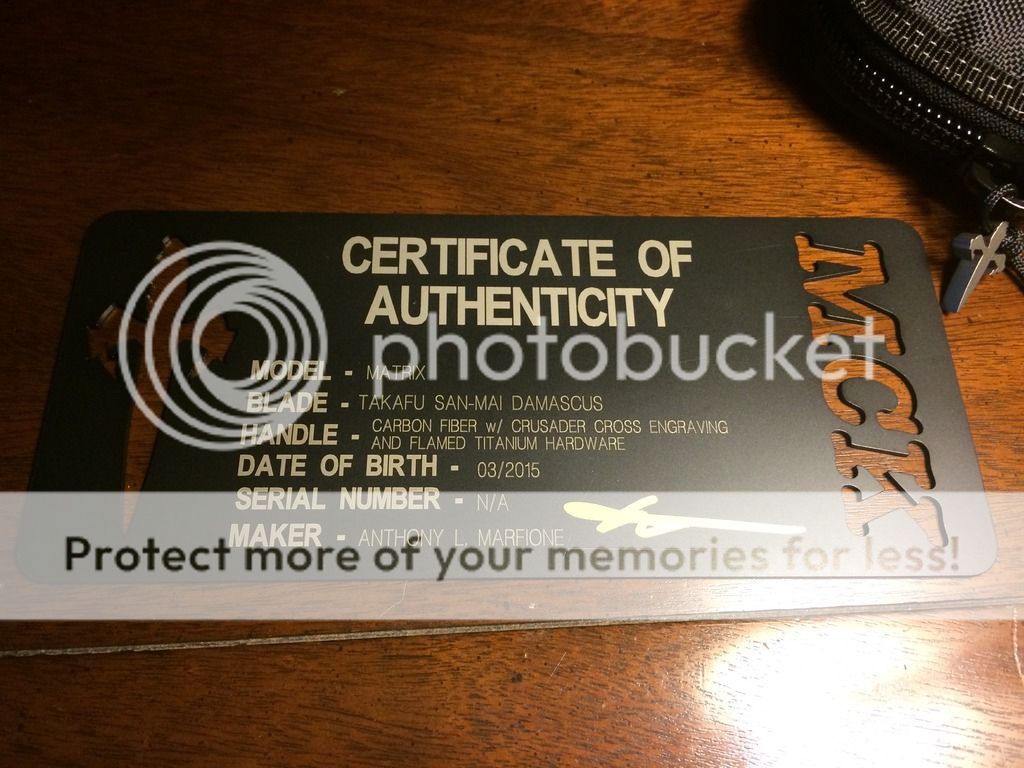 CERTIFICATE OF
AUTHENTICITY
MODEL - MATRIX
BLADE - TAKAFU SAN-MAI DAMASCUS
HANDLE - CARBON FIBER w/ CRUSADER CROSS ENGRAVING
AND FLAMED TITANIUM HARDWARE
DATE OF BIRTH - 03/2015
SERIAL NUMBER - N/A
MAKER - ANTHONY L. MARFIONE
MCK
photobucket
Protect more of your memories for less!